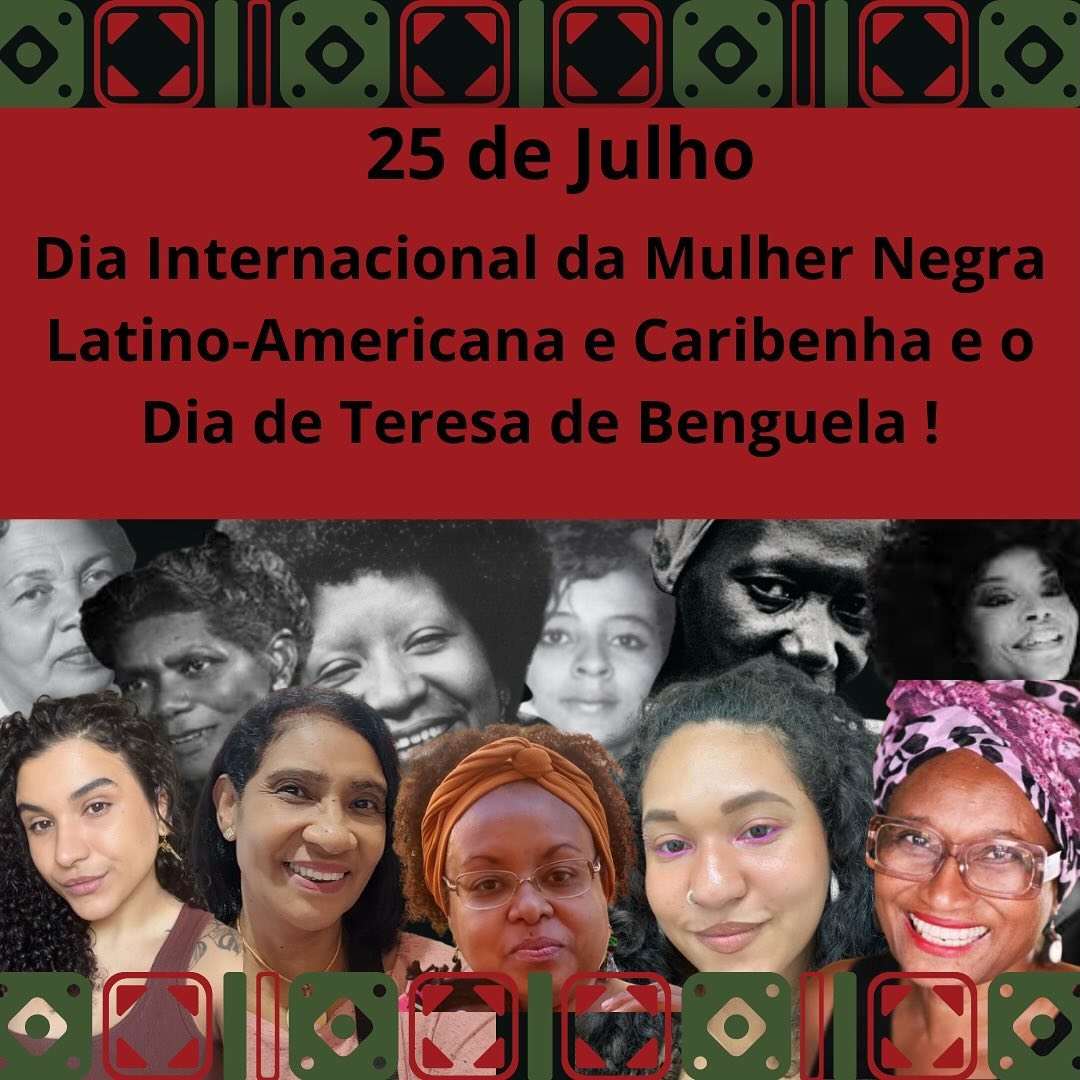 25 de Julho
Dia Internacional da Mulher Negra
Latino-Americana e Caribenha e o
Dia de Teresa de Benguela !